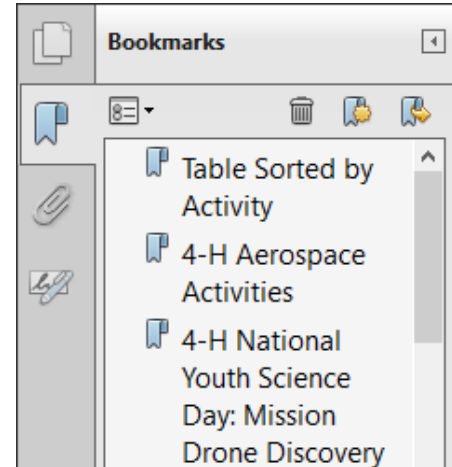 Bookmarks
Table Sorted by
Activity
4-H Aerospace
Activities
4-H National
Youth Science
Day: Mission
Drone Discovery